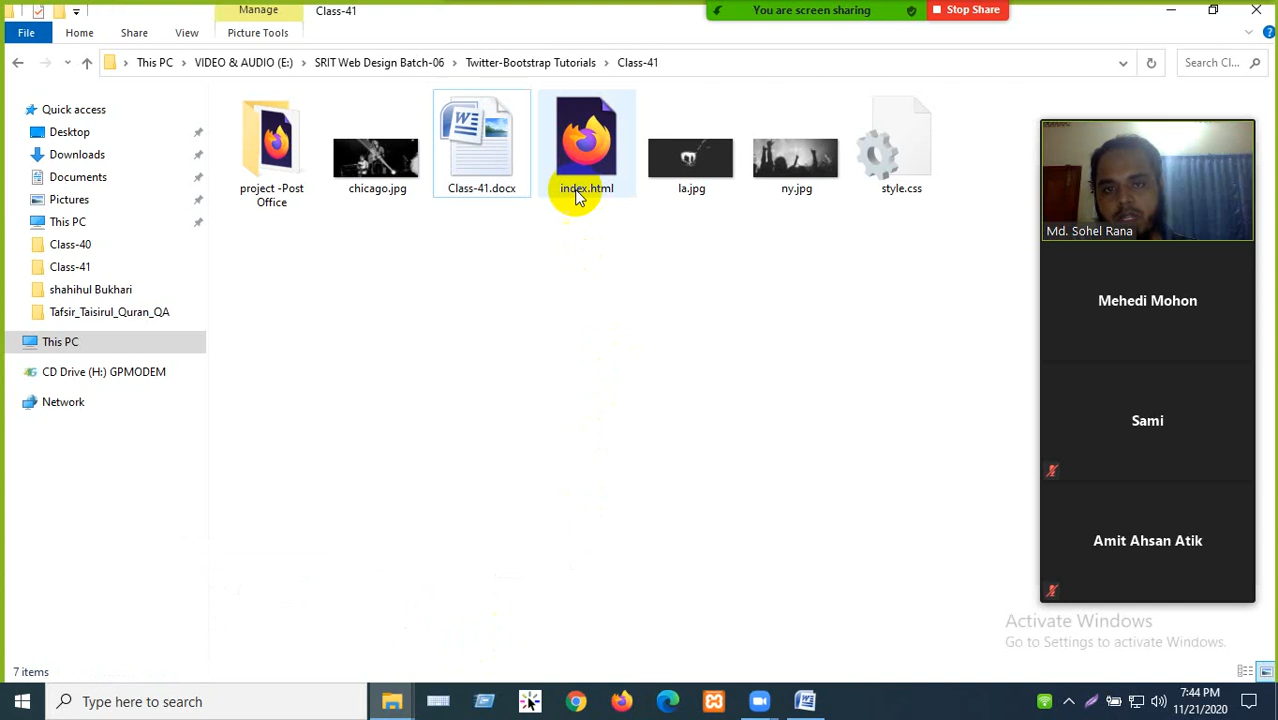 Manage
Class-41
You are screen sharing
Stop Share
File
Home
Share
View
Picture Tools
This PC
VIDEO & AUDIO (E:)
SRIT Web Design Batch-06
Twitter-Bootstrap Tutorials
Class-41
Search Cl...
Quick access
Desktop
Downloads
Documents
Pictures
This PC
Class-40
Class-41
shahihul Bukhari
Tafsir_Taisirul_Quran_QA
This PC
CD Drive (H:) GPMODEM
Network
project -Post
Office
chicago.jpg
Class-41.docx
index.html
la.jpg
ny.jpg
style.css
Md. Sohel Rana
Mehedi Mohon
Sami
Amit Ahsan Atik
Activate Windows
Go to Settings to activate Windows.
7 items
Type here to search
7:44 PM
11/21/2020